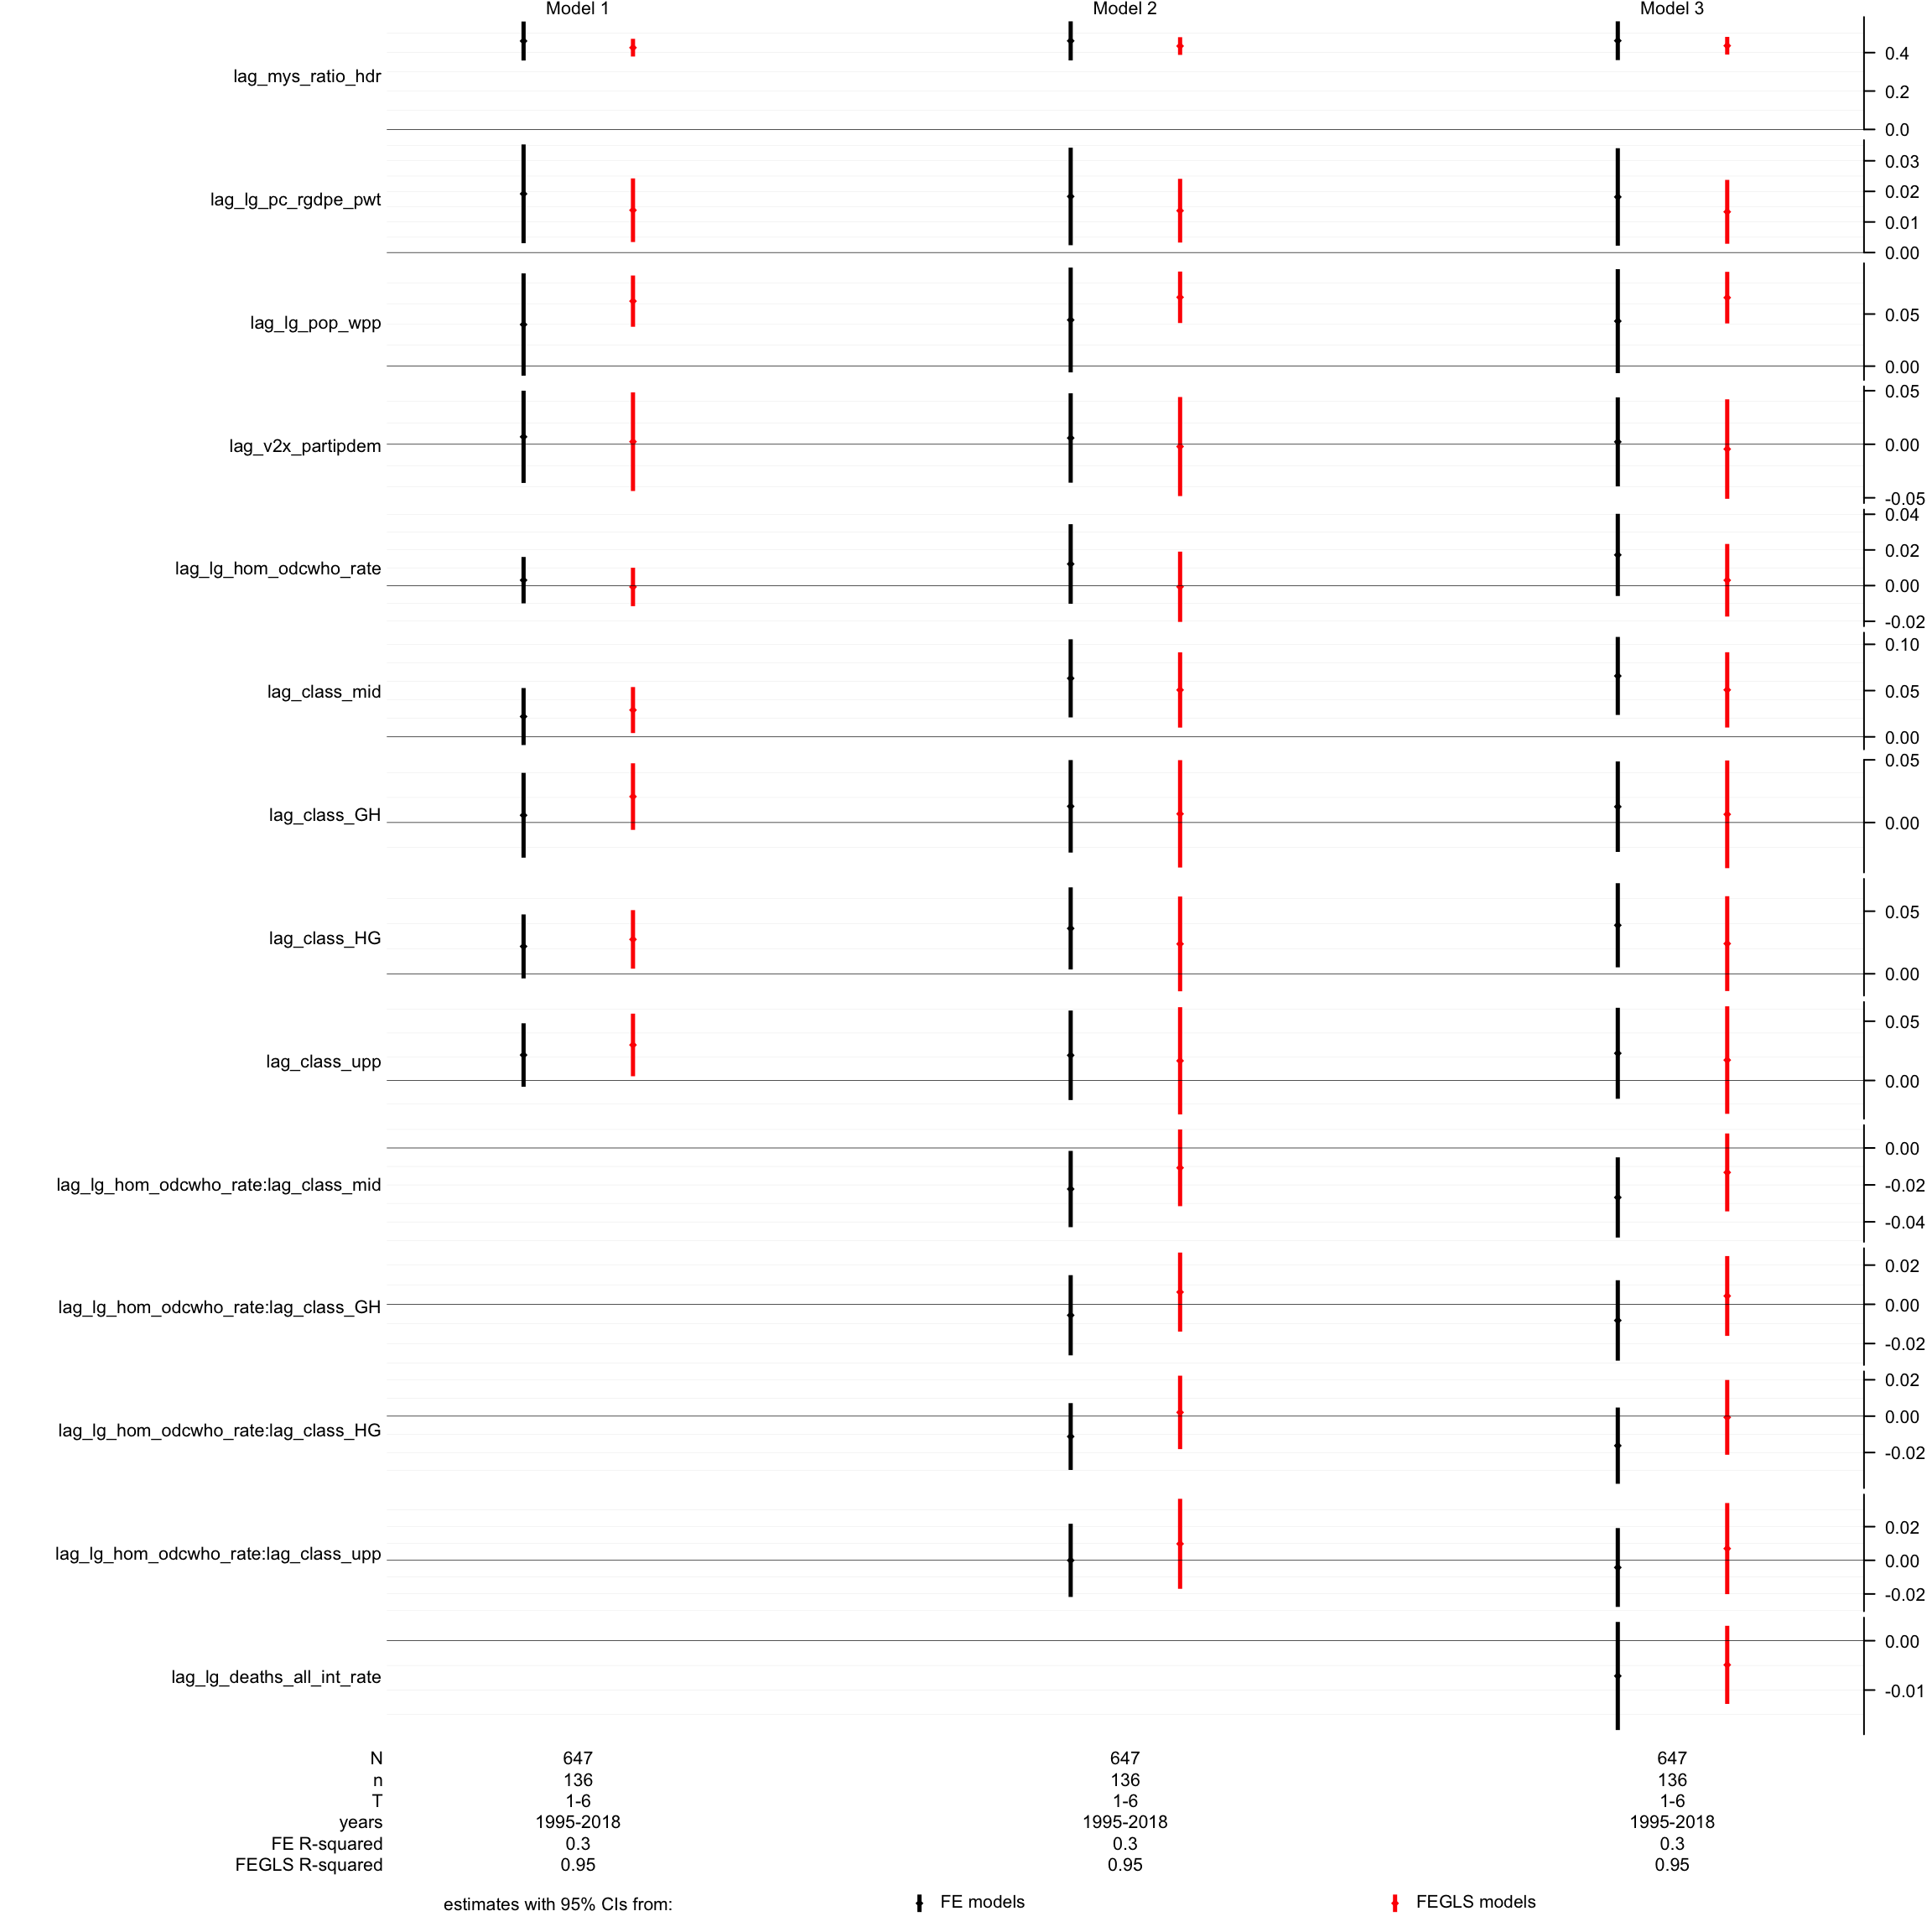 Model 1 Model 2 Model 3
lag_mys_ratio_hdr
0.4
0.2
0.0
lag_lg_pc_rgdpe_pwt
0.03
0.02
0.01
0.00
lag_lg_pop_wpp
0.05
0.00
lag_v2x_partipdem
0.05
0.00
-0.05
lag_lg_hom_odcwho_rate
0.04
0.02
0.00
-0.02
lag_class_mid
0.10
0.05
0.00
lag_class_GH
0.05
0.00
lag_class_HG
0.05
0.00
lag_class_upp
0.05
0.00
lag_lg_hom_odcwho_rate:lag_class_mid
0.00
-0.02
-0.04
lag_lg_hom_odcwho_rate:lag_class_GH
0.02
0.00
-0.02
lag_lg_hom_odcwho_rate:lag_class_HG
0.02
0.00
-0.02
lag_lg_hom_odcwho_rate:lag_class_upp
0.02
0.00
-0.02
lag_lg_deaths_all_int_rate
0.00
-0.01
N 647 647 647
n 136 136 136
T 1-6 1-6 1-6
years 1995-2018 1995-2018 1995-2018
FE R-squared 0.3 0.3 0.3
FEGLS R-squared 0.95 0.95 0.95
estimates with 95% CIs from: FE models FEGLS models